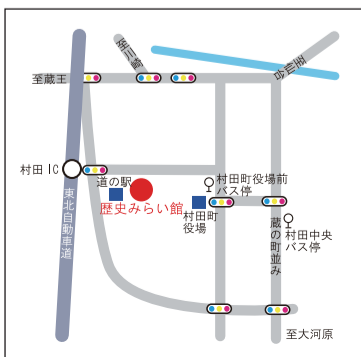 至川崎
至仙台
至蔵王
村田IC
道の駅
歴史みらい館
村田町役場前
バス停
村田町
役場
東北自動車道
蔵の町並み
村田中央
バス停
至大河原